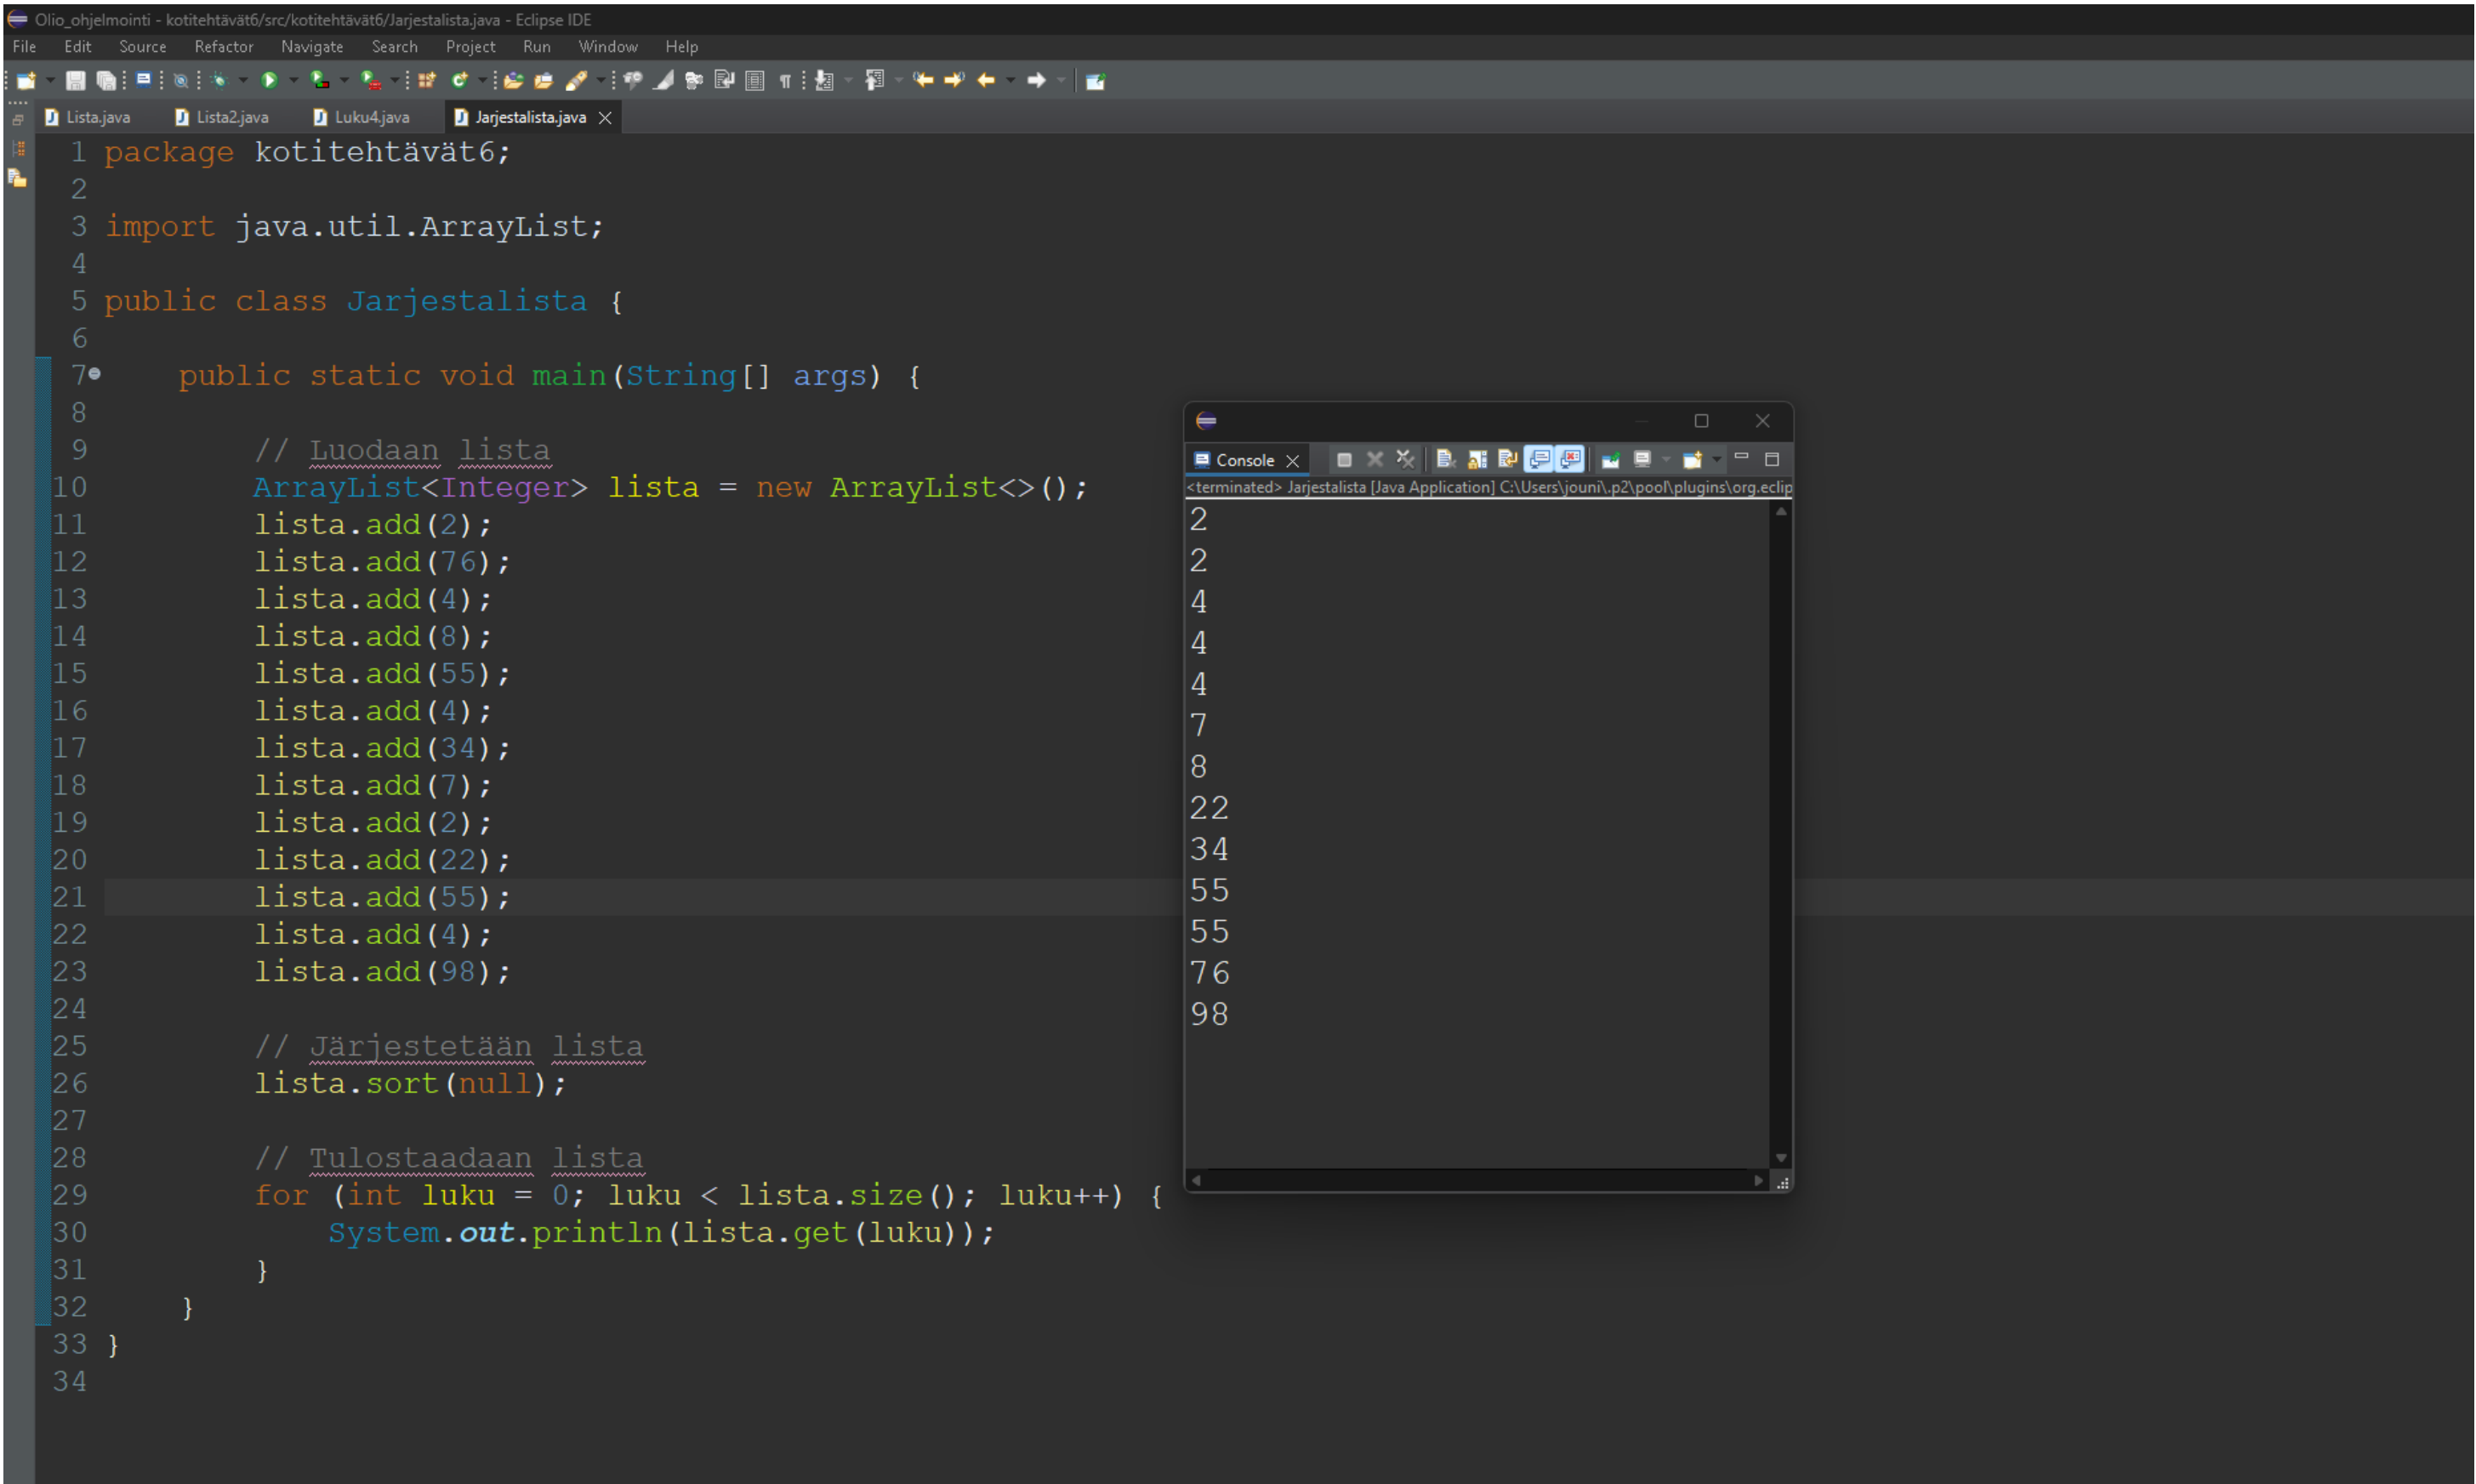 Olio_ohjelmointi - kotitehtävät6/src/kotitehtävät6/Jarjestalista.java - Eclipse IDE
File Edit Source Refactor Navigate Search Project Run Window Help
Lista.java Lista2.java Luku4.java Jarjestalista.java
1 package kotitehtävät6;
2
3 import java.util.ArrayList;
4
5 public class Jarjestalista {
6
7 public static void main(String[] args) {
8
9 // Luodaan lista
10 ArrayList<Integer> lista = new ArrayList<>();
11 lista.add(2);
12 lista.add(76);
13 lista.add(4);
14 lista.add(8);
15 lista.add(55);
16 lista.add(4);
17 lista.add(34);
18 lista.add(7);
19 lista.add(2);
20 lista.add(22);
21 lista.add(55);
22 lista.add(4);
23 lista.add(98);
24
25 // Järjestetään lista
26 lista.sort(null);
27
28 // Tulostaadaan lista
29 for (int luku = 0; luku < lista.size(); luku++) {
30 System.out.println(lista.get(luku));
31 }
32 }
33 }
34
Console
<terminated> Jarjestalista [Java Application] C:\Users\jouni\.p2\pool\plugins\org.eclip
2
2
4
4
4
7
8
22
34
55
55
76
98